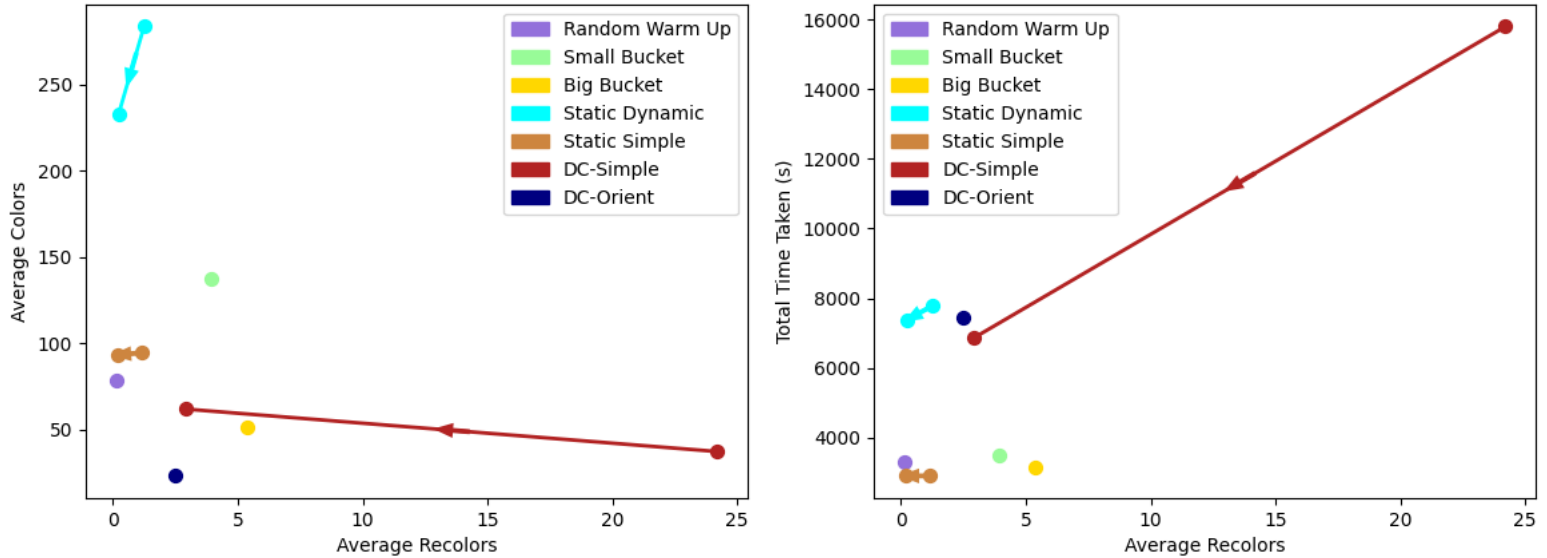 250
200
150
100
50
Average Colors
0
5
10
15
20
25
Average Recolors
Random Warm Up
Small Bucket
Big Bucket
Static Dynamic
Static Simple
DC-Simple
DC-Orient
16000
14000
12000
10000
8000
6000
4000
Total Time Taken (s)
0
5
10
15
20
25
Average Recolors
Random Warm Up
Small Bucket
Big Bucket
Static Dynamic
Static Simple
DC-Simple
DC-Orient